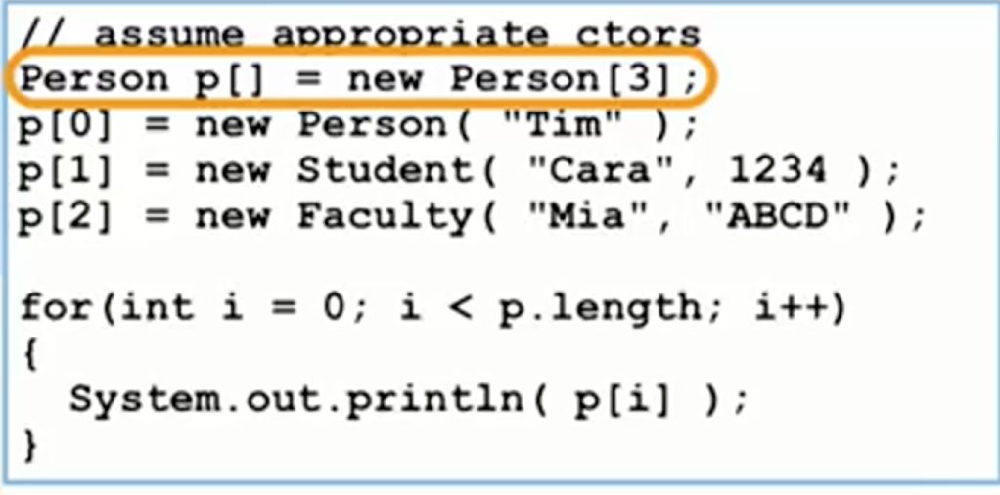 // assume appropriate ctors
Person p[] = new Person[3];
p[0] = new Person( "Tim" );
p[1] = new Student( "Cara", 1234 );
p[2] = new Faculty( "Mia", "ABCD" );
for(int i = 0; i < p.length; i++)
{
System.out.println( p[i] );
}